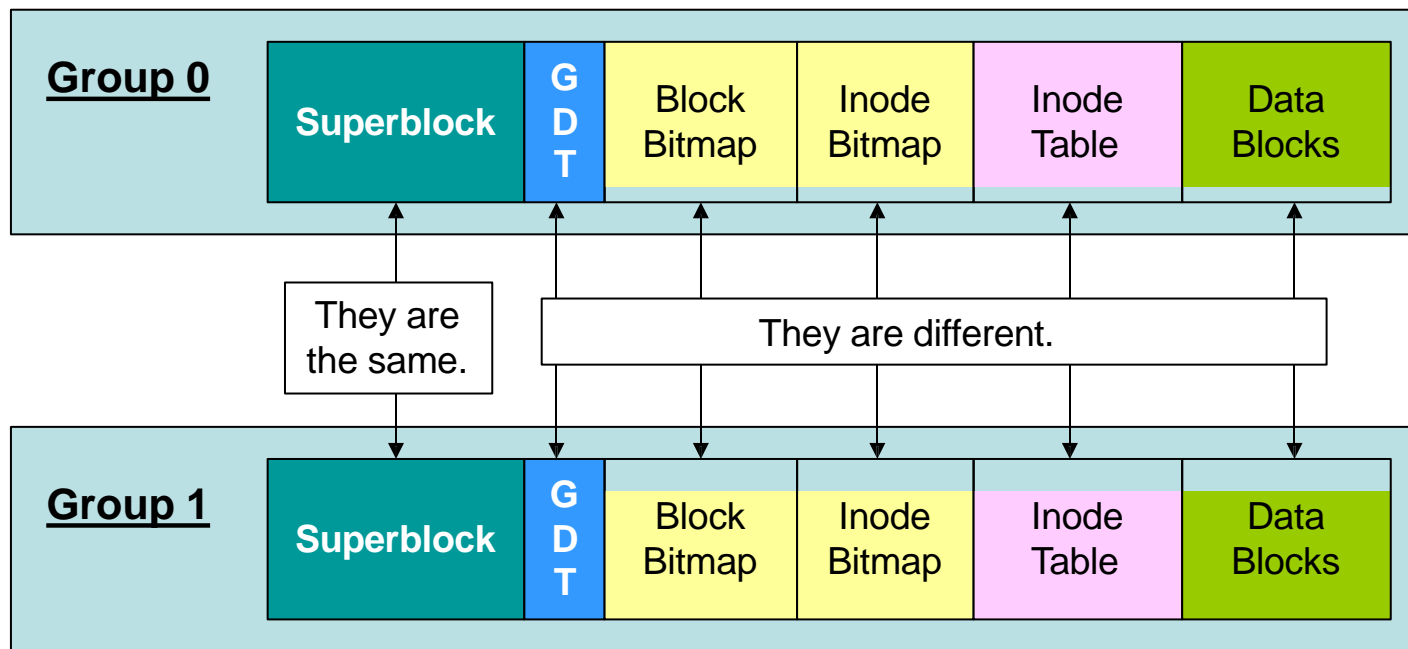 Group 0
Superblock
G
D
T
Block
Bitmap
Inode
Bitmap
Inode
Table
Data
Blocks
They are
the same.
They are different.
Group 1
Superblock
G
D
T
Block
Bitmap
Inode
Bitmap
Inode
Table
Data
Blocks